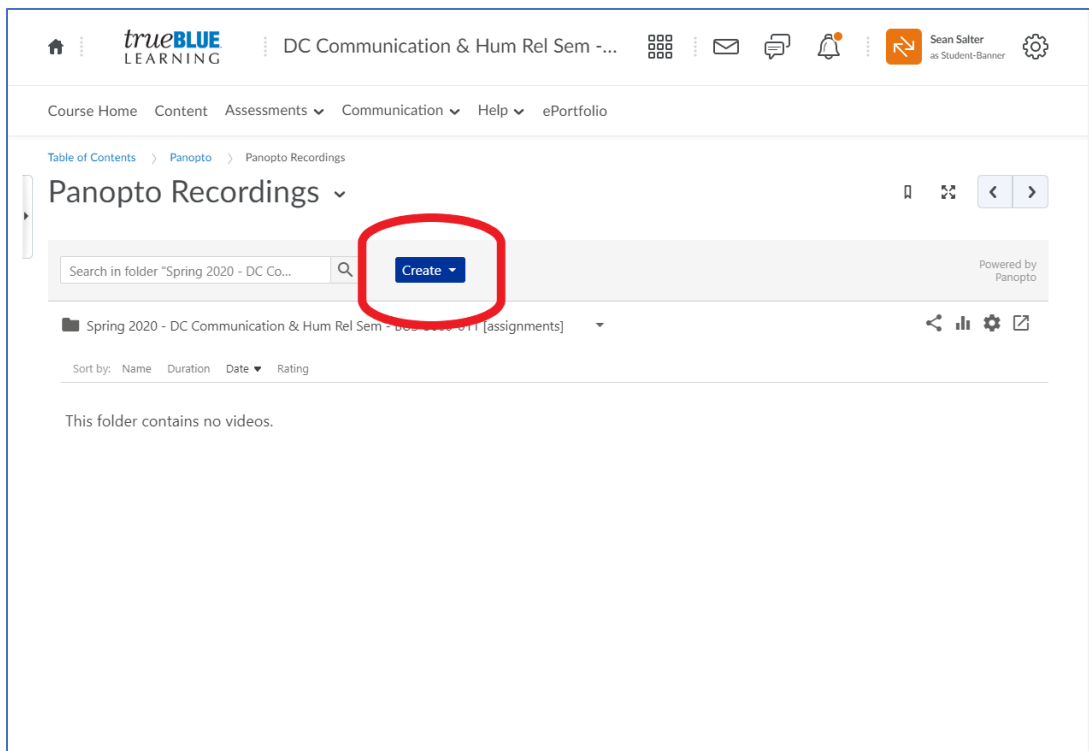 trueBLUE
LEARNING
DC Communication & Hum Rel Sem -...
Sean Salter
as Student-Banner
Course Home Content Assessments Communication Help ePortfolio
Table of Contents > Panopto > Panopto Recordings
Panopto Recordings
Search in folder "Spring 2020 - DC Co...
Create
Powered by
Panopto
Spring 2020 - DC Communication & Hum Rel Sem - [assignments]
Sort by: Name Duration Date Rating
This folder contains no videos.